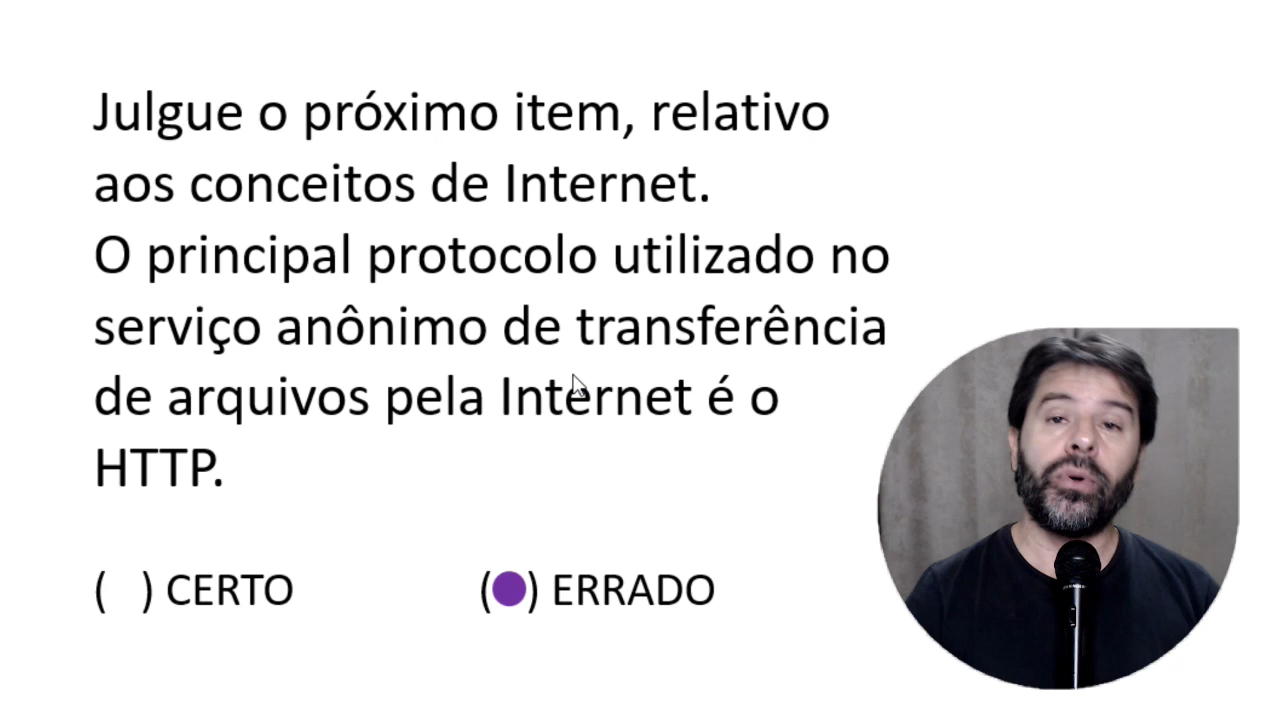 Julgue o próximo item, relativo
aos conceitos de Internet.
O principal protocolo utilizado no
serviço anônimo de transferência
de arquivos pela Internet é o
HTTP.
( ) CERTO (●) ERRADO